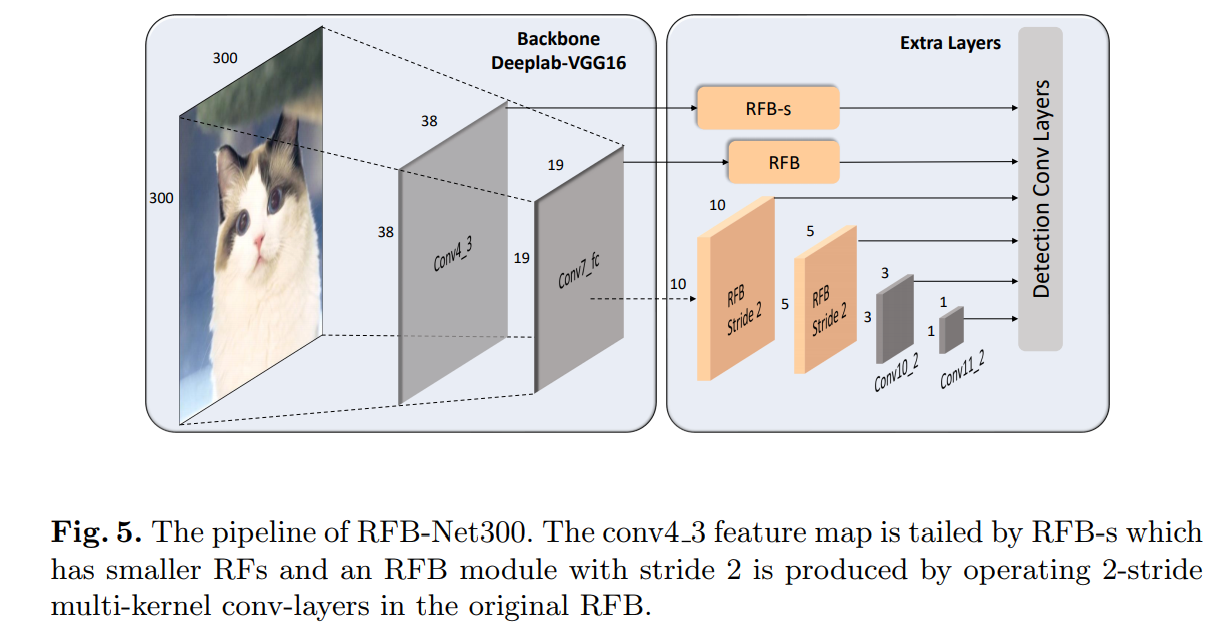 Backbone
Deeplab-VGG16
300
300
38
38
Conv4_3
19
19
Conv7_fc
Extra Layers
RFB-s
RFB
10
10
RFB
Stride 2
5
5
RFB
Stride 2
3
3
Conv10_2
1
1
Conv11_2
Detection Conv Layers
Fig. 5. The pipeline of RFB-Net300. The conv4_3 feature map is tailed by RFB-s which
has smaller RFs and an RFB module with stride 2 is produced by operating 2-stride
multi-kernel conv-layers in the original RFB.